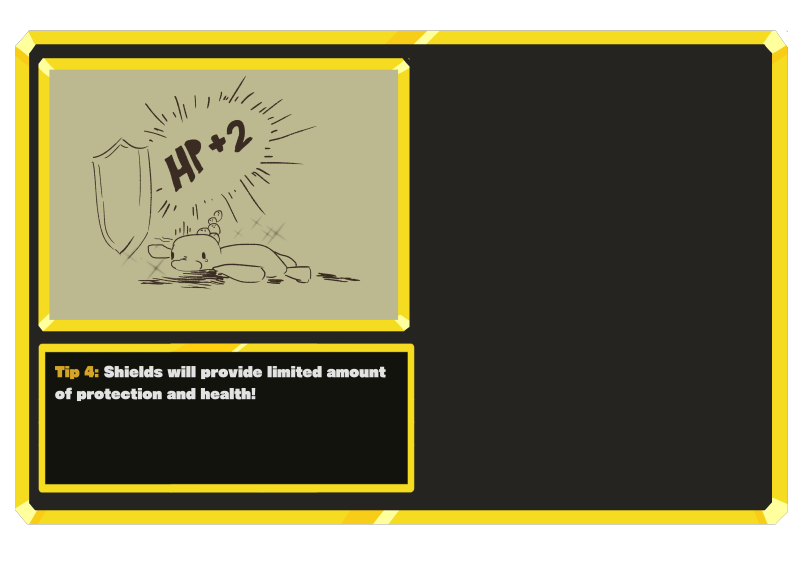 HP+2
Tip 4: Shields will provide limited amount
of protection and health!